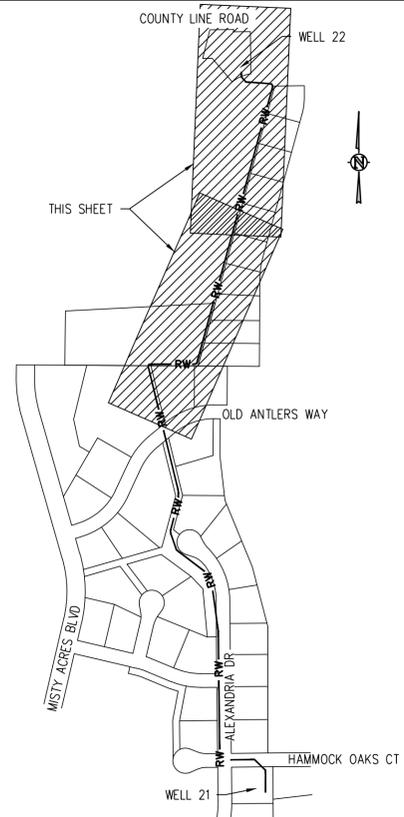 COUNTY LINE ROAD
WELL 22
RW
N
RW
THIS SHEET
RW
RW
OLD ANTLERS WAY
RW
RW
RW
MISTY ACRES BLVD
RW
ALEXANDRIA DR
HAMMOCK OAKS CT
RW
WELL 21